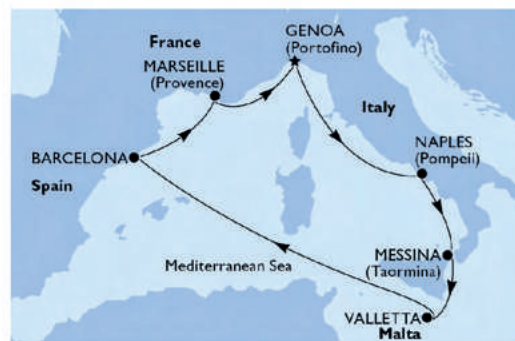 GENOA
(Portofino)
France
MARSEILLE
(Provence)
Italy
NAPLES
(Pompeii)
BARCELONA
Spain
MESSINA
(Taormina)
Mediterranean Sea
VALLETTA
Malta